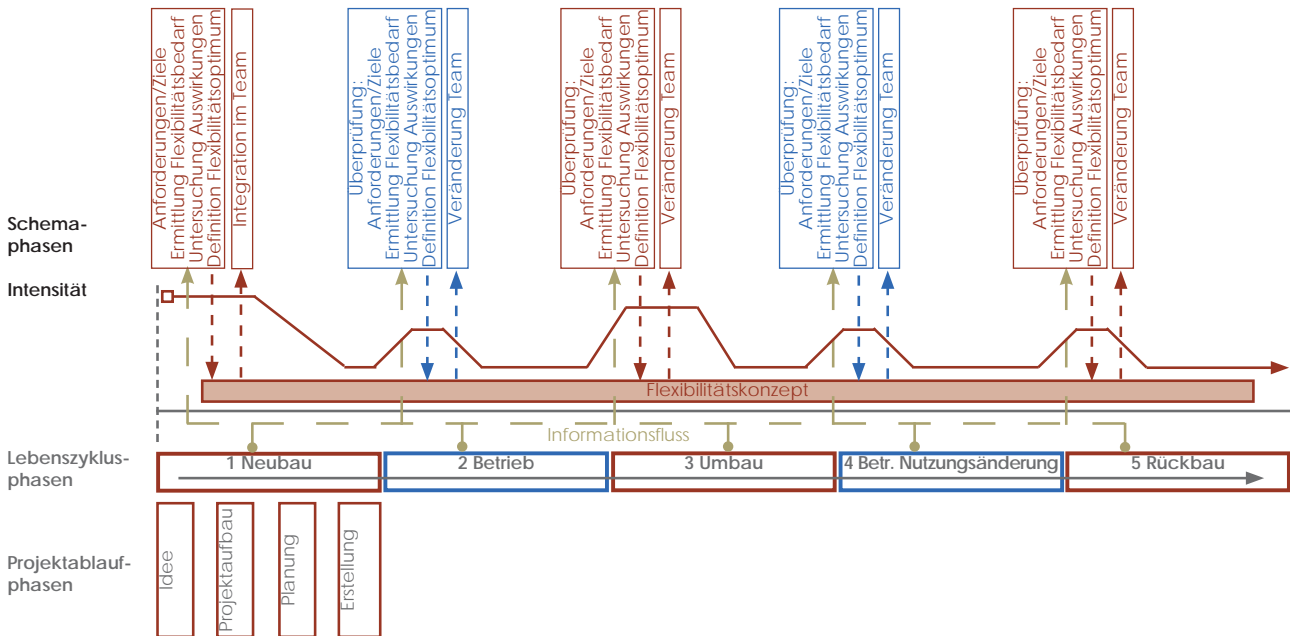 Schema-
phasen
Anforderungen/Ziele
Ermittlung Flexibilitätsbedarf
Untersuchung Auswirkungen
Definition Flexibilitätsoptimum
Integration im Team
Überprüfung:
Anforderungen/Ziele
Ermittlung Flexibilitätsbedarf
Untersuchung Auswirkungen
Definition Flexibilitätsoptimum
Veränderung Team
Überprüfung:
Anforderungen/Ziele
Ermittlung Flexibilitätsbedarf
Untersuchung Auswirkungen
Definition Flexibilitätsoptimum
Veränderung Team
Überprüfung:
Anforderungen/Ziele
Ermittlung Flexibilitätsbedarf
Untersuchung Auswirkungen
Definition Flexibilitätsoptimum
Veränderung Team
Überprüfung:
Anforderungen/Ziele
Ermittlung Flexibilitätsbedarf
Untersuchung Auswirkungen
Definition Flexibilitätsoptimum
Veränderung Team
Intensität
Flexibilitätskonzept
Informationsfluss
Lebenszyklus-
phasen
1 Neubau
2 Betrieb
3 Umbau
4 Betr. Nutzungsänderung
5 Rückbau
Projektablauf-
phasen
Idee
Projektaufbau
Planung
Erstellung